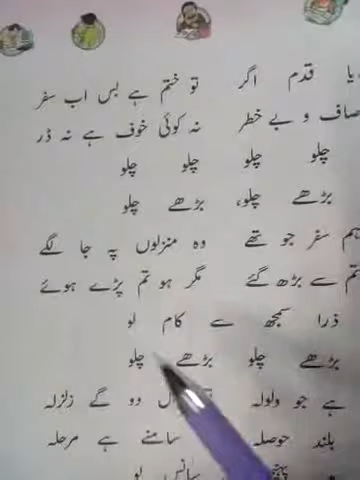 دیا قدم اگر تو ختم ہے بس اب سفر
صاف و بے خطر نہ کوئی خوف ہے نہ ڈر
چلو چلو چلو چلو
بڑھے چلو، بڑھے چلو
ہم سفر جو تھے وہ منزلوں پہ جا لگے
تم سے بڑھ گئے مگر ہو تم پڑے ہوئے
ذرا سمجھ سے کام لو
بڑھے چلو بڑھے چلو
ہے جو ولولہ دو گے زلزلہ
بلند حوصلہ سامنے ہے مرحلہ
سانس لو